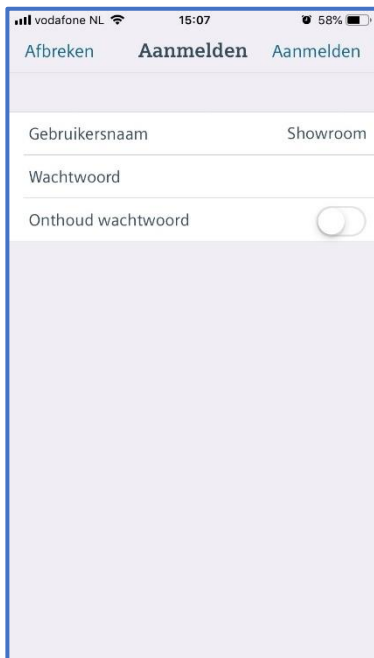 vodafone NL 15:07 58%
Afbreken Aanmelden Aanmelden
Gebruikersnaam Showroom
Wachtwoord
Onthoud wachtwoord